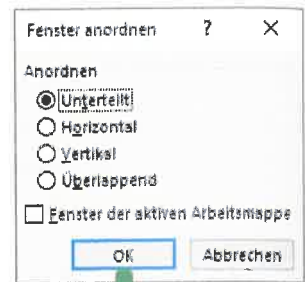 Fenster anordnen ? ×
Anordnen
Unterteilt
Horizontal
Vertikal
Überlappend
Fenster der aktiven Arbeitsmappe
OK Abbrechen